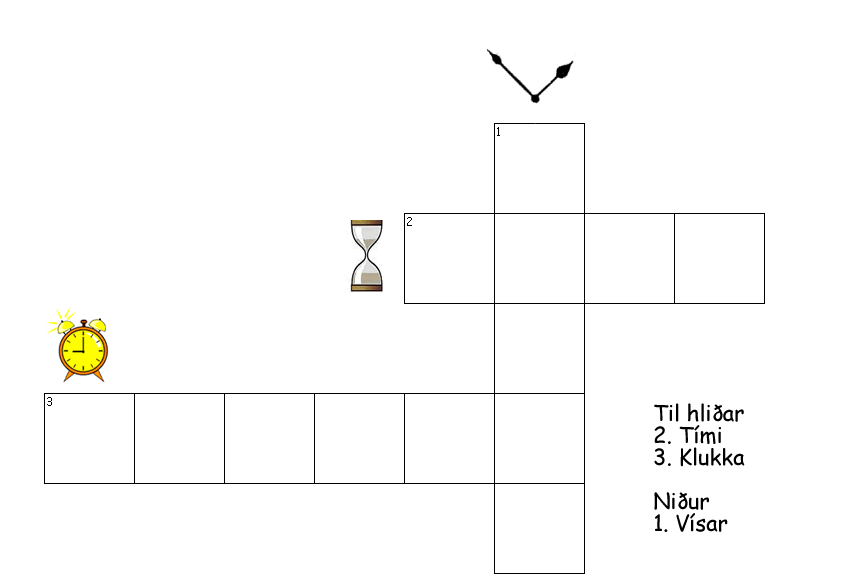 1
2
3
Til hliðar
2. Tími
3. Klukka
Niður
1. Vísar